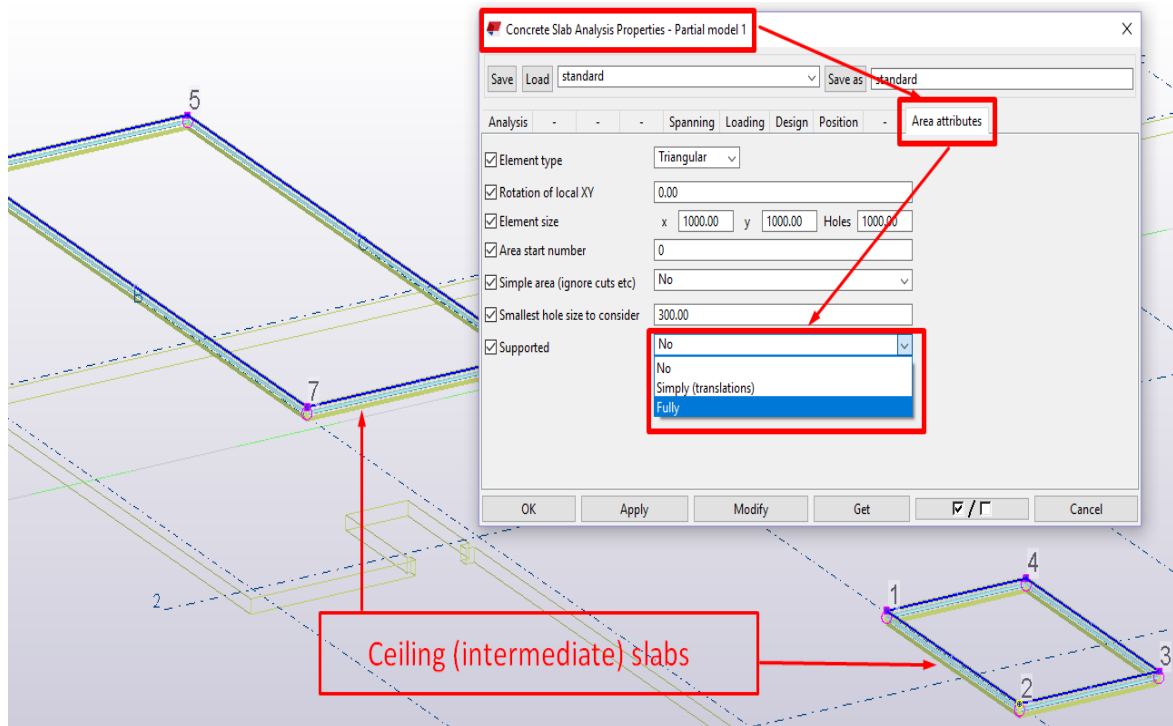 Concrete Slab Analysis Properties - Partial model 1
X
Save Load standard Save as standard
Analysis - - - Spanning Loading Design Position - Area attributes
Element type Triangular
Rotation of local XY 0.00
Element size x 1000.00 y 1000.00 Holes 1000.00
Area start number 0
Simple area (ignore cuts etc) No
Smallest hole size to consider 300.00
Supported No
No
Simply (translations)
Fully
OK Apply Modify Get / Cancel
5
7
2
Ceiling (intermediate) slabs
1
4
2
3